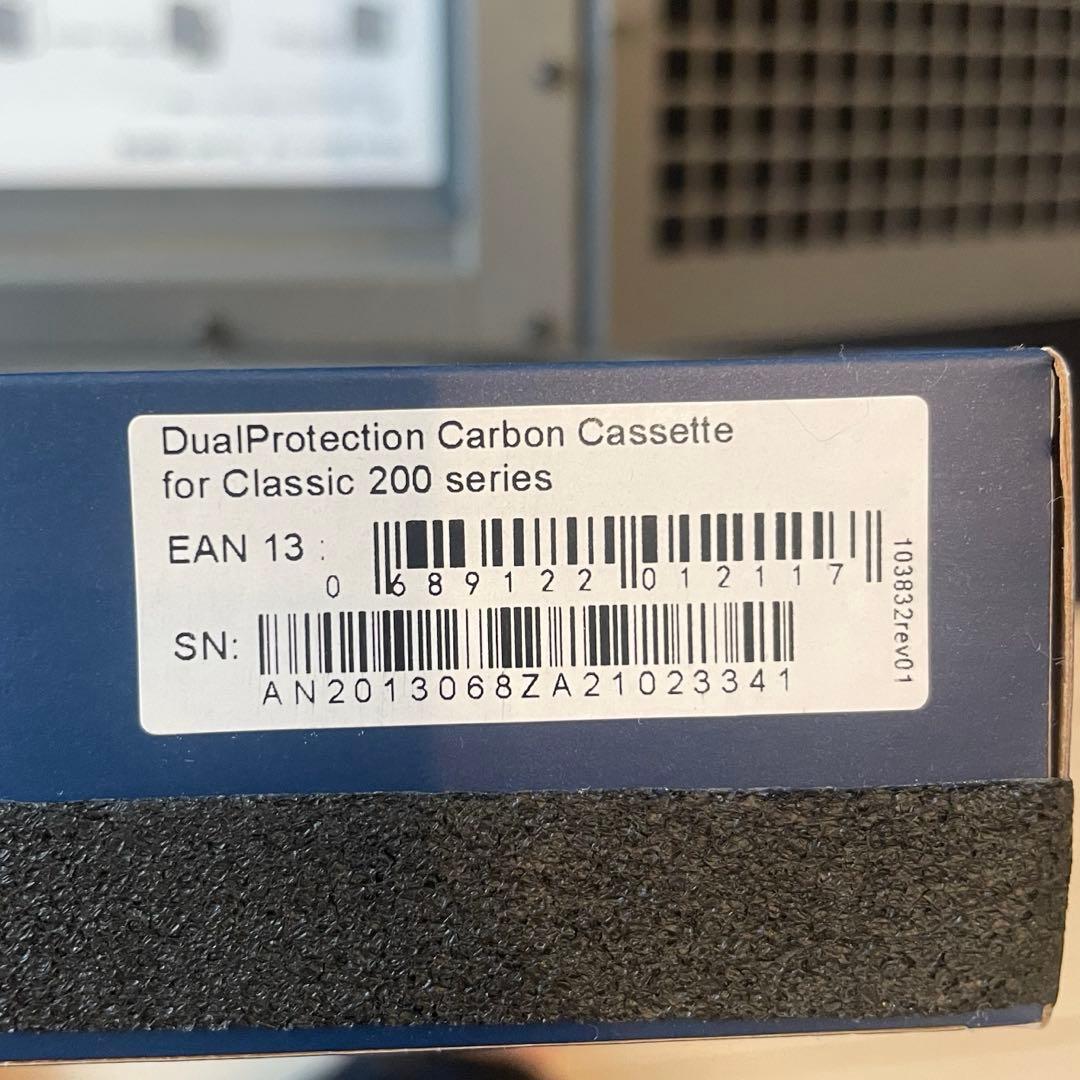 DualProtection Carbon Cassette
for Classic 200 series
EAN 13 :
0 689122 012117
SN:
AN2013068ZA21023341
103832rev01